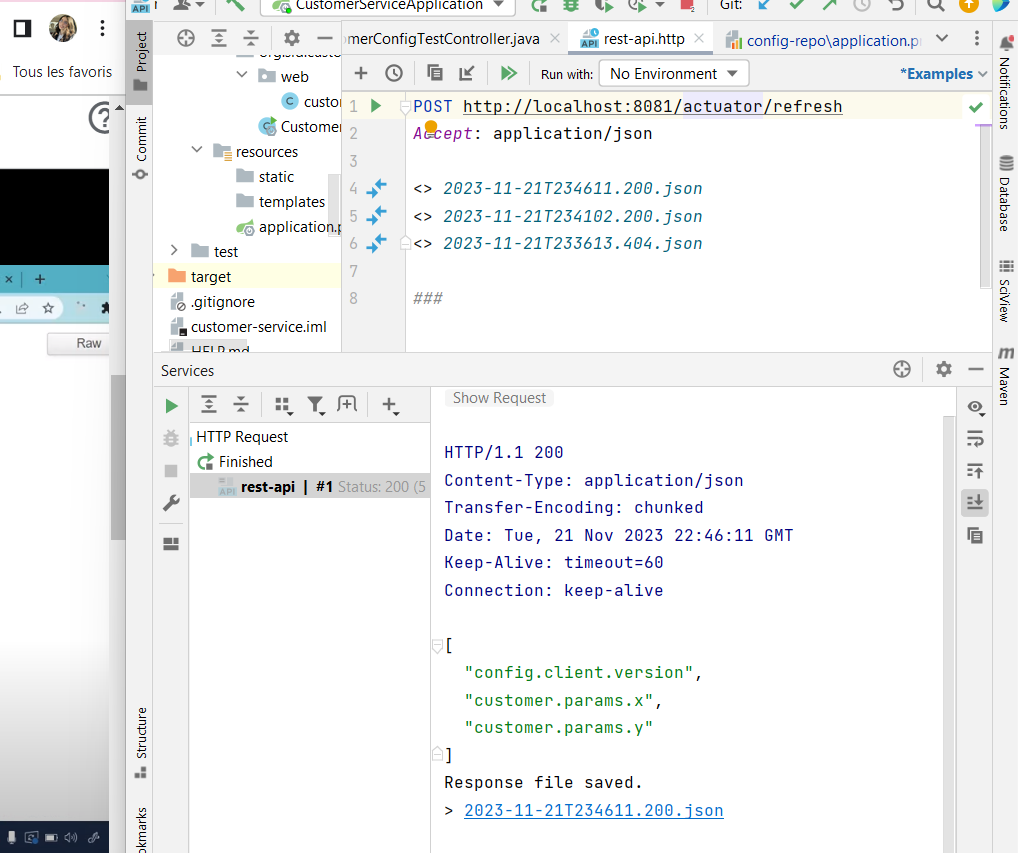 API
CustomerServiceApplication
Git:
Tous les favoris
Raw
Project
Commit
Structure
okmarks
web
custo
Customer
resources
static
templates
application.p
test
target
.gitignore
customer-service.iml
HELP.md
omerConfigTestController.java
API
rest-api.http
config-repo\application.p
Run with:
No Environment
*Examples
1
POST http://localhost:8081/actuator/refresh
2
Accept: application/json
3
4
<> 2023-11-21T234611.200.json
5
<> 2023-11-21T234102.200.json
6
<> 2023-11-21T233613.404.json
7
8
###
Notifications
Database
SciView
m
Maven
Services
HTTP Request
Finished
API
rest-api | #1 Status: 200 (5
Show Request
HTTP/1.1 200
Content-Type: application/json
Transfer-Encoding: chunked
Date: Tue, 21 Nov 2023 22:46:11 GMT
Keep-Alive: timeout=60
Connection: keep-alive
[
"config.client.version",
"customer.params.x",
"customer.params.y"
]
Response file saved.
> 2023-11-21T234611.200.json